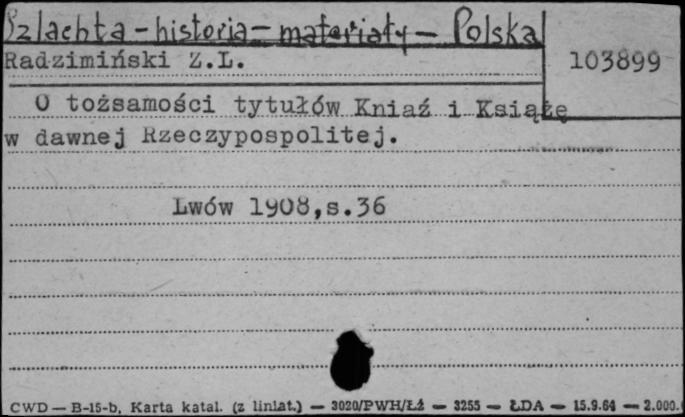 Szlachta - historia - materiały - Polska
Radzimiński Z.L.
103899
O tożsamości tytułów Kniaź i Książę
w dawnej Rzeczypospolitej.
Lwów 1908,s.36
CWD — B-15-b, Karta katal. (z liniat.) — 3020/PWH/Łź — 3255 — ŁDA — 15.9.64 — 2.000.